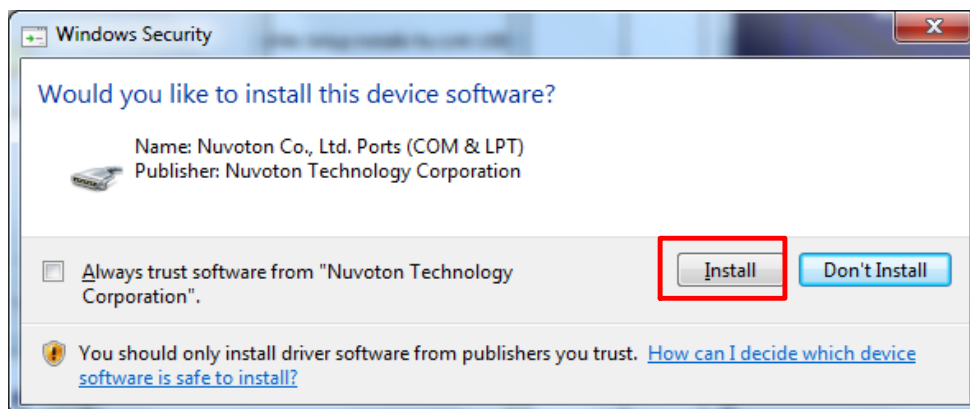 Windows Security
X
Would you like to install this device software?
Name: Nuvoton Co., Ltd. Ports (COM & LPT)
Publisher: Nuvoton Technology Corporation
Always trust software from "Nuvoton Technology
Corporation".
Install
Don't Install
You should only install driver software from publishers you trust. How can I decide which device
software is safe to install?